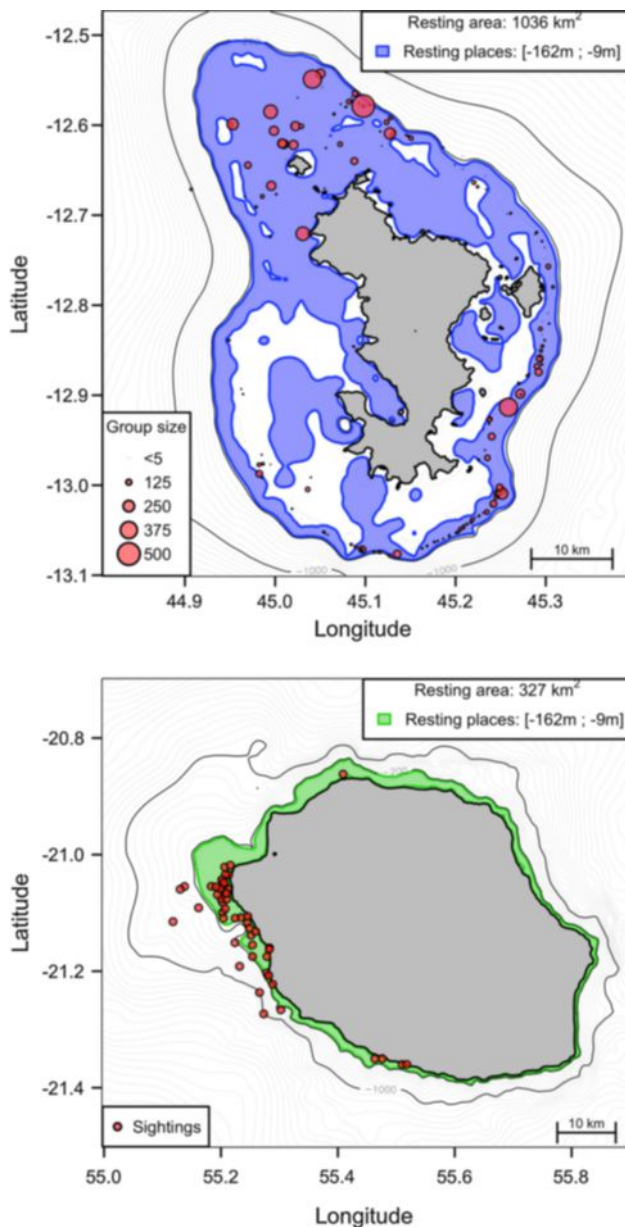 Resting area: 1036 km²
Resting places: [-162m ; -9m]
-12.5
-12.6
-12.7
-12.8
-12.9
-13.0
-13.1
Latitude
Group size
<5
125
250
375
500
−1000
−1000
10 km
44.9 45.0 45.1 45.2 45.3
Longitude
Resting area: 327 km²
Resting places: [-162m ; -9m]
-20.8
-21.0
-21.2
-21.4
Latitude
−200
−1000
Sightings
10 km
55.0 55.2 55.4 55.6 55.8
Longitude